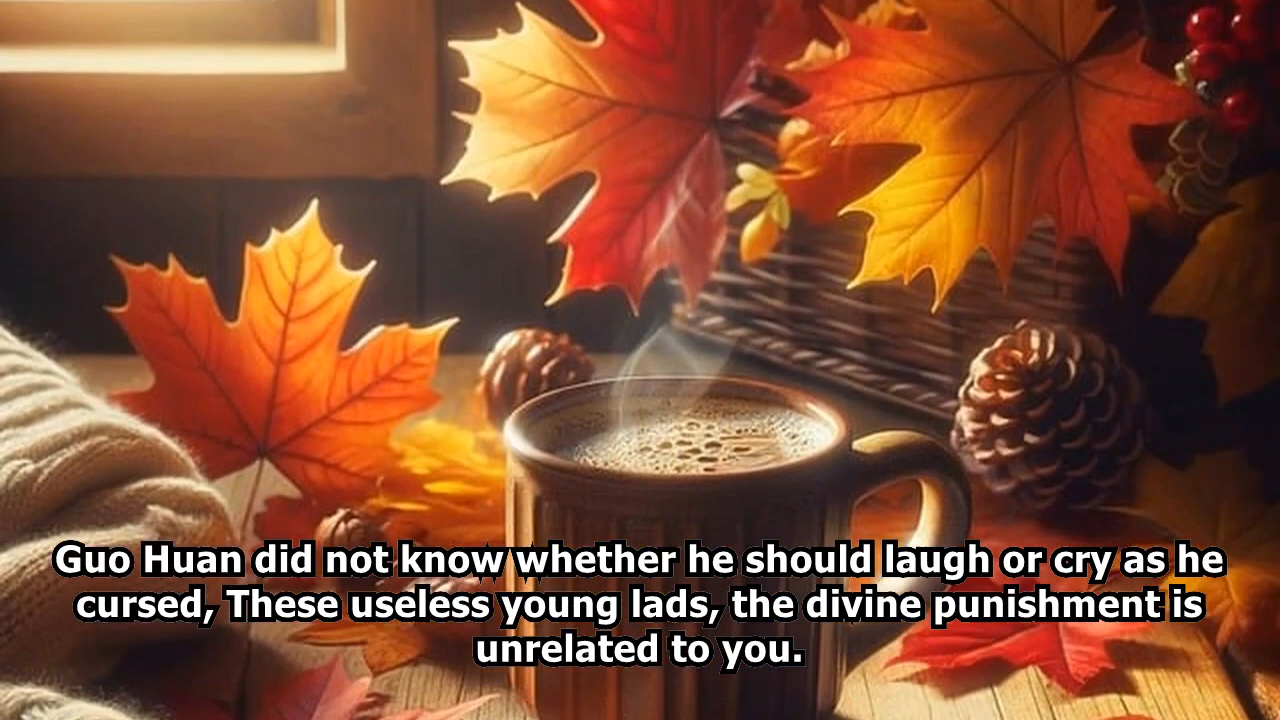 Guo Huan did not know whether he should laugh or cry as he
cursed, These useless young lads, the divine punishment is
unrelated to you.